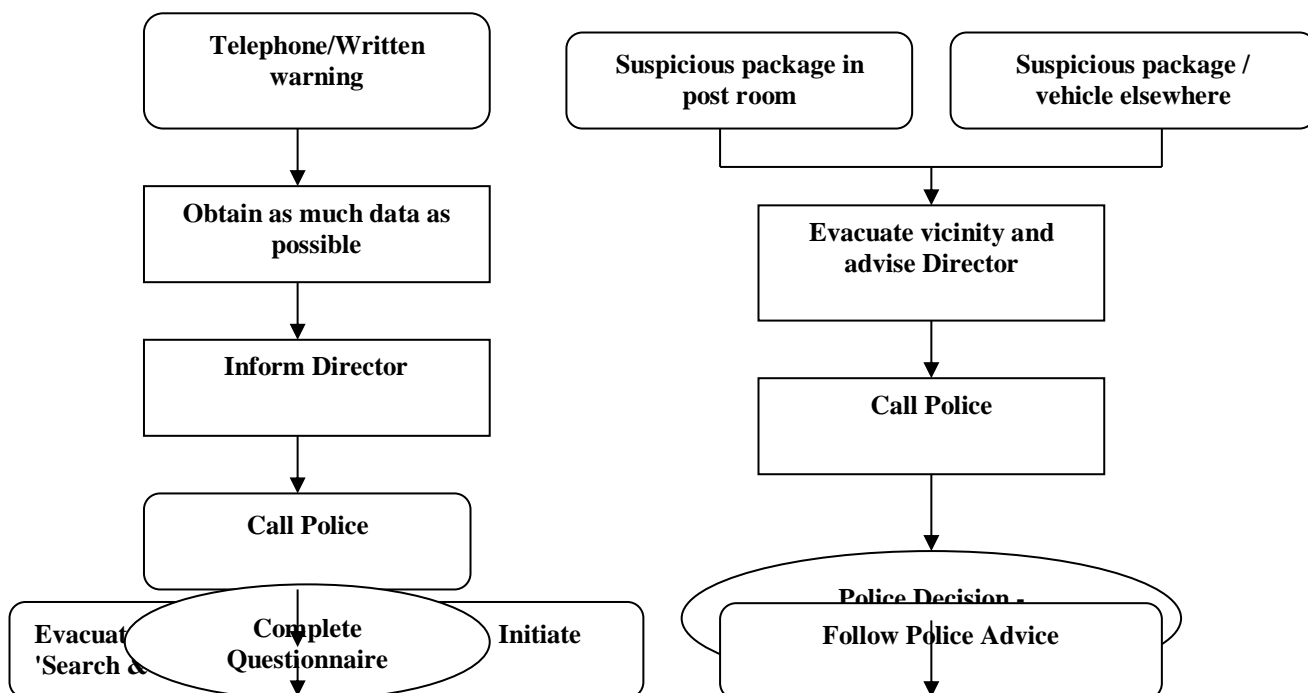 Telephone/Written
warning
Obtain as much data as
possible
Inform Director
Call Police
Complete
Questionnaire
Initiate
'Search &
Suspicious package in
post room
Suspicious package /
vehicle elsewhere
Evacuate vicinity and
advise Director
Call Police
Police Decision -
Follow Police Advice